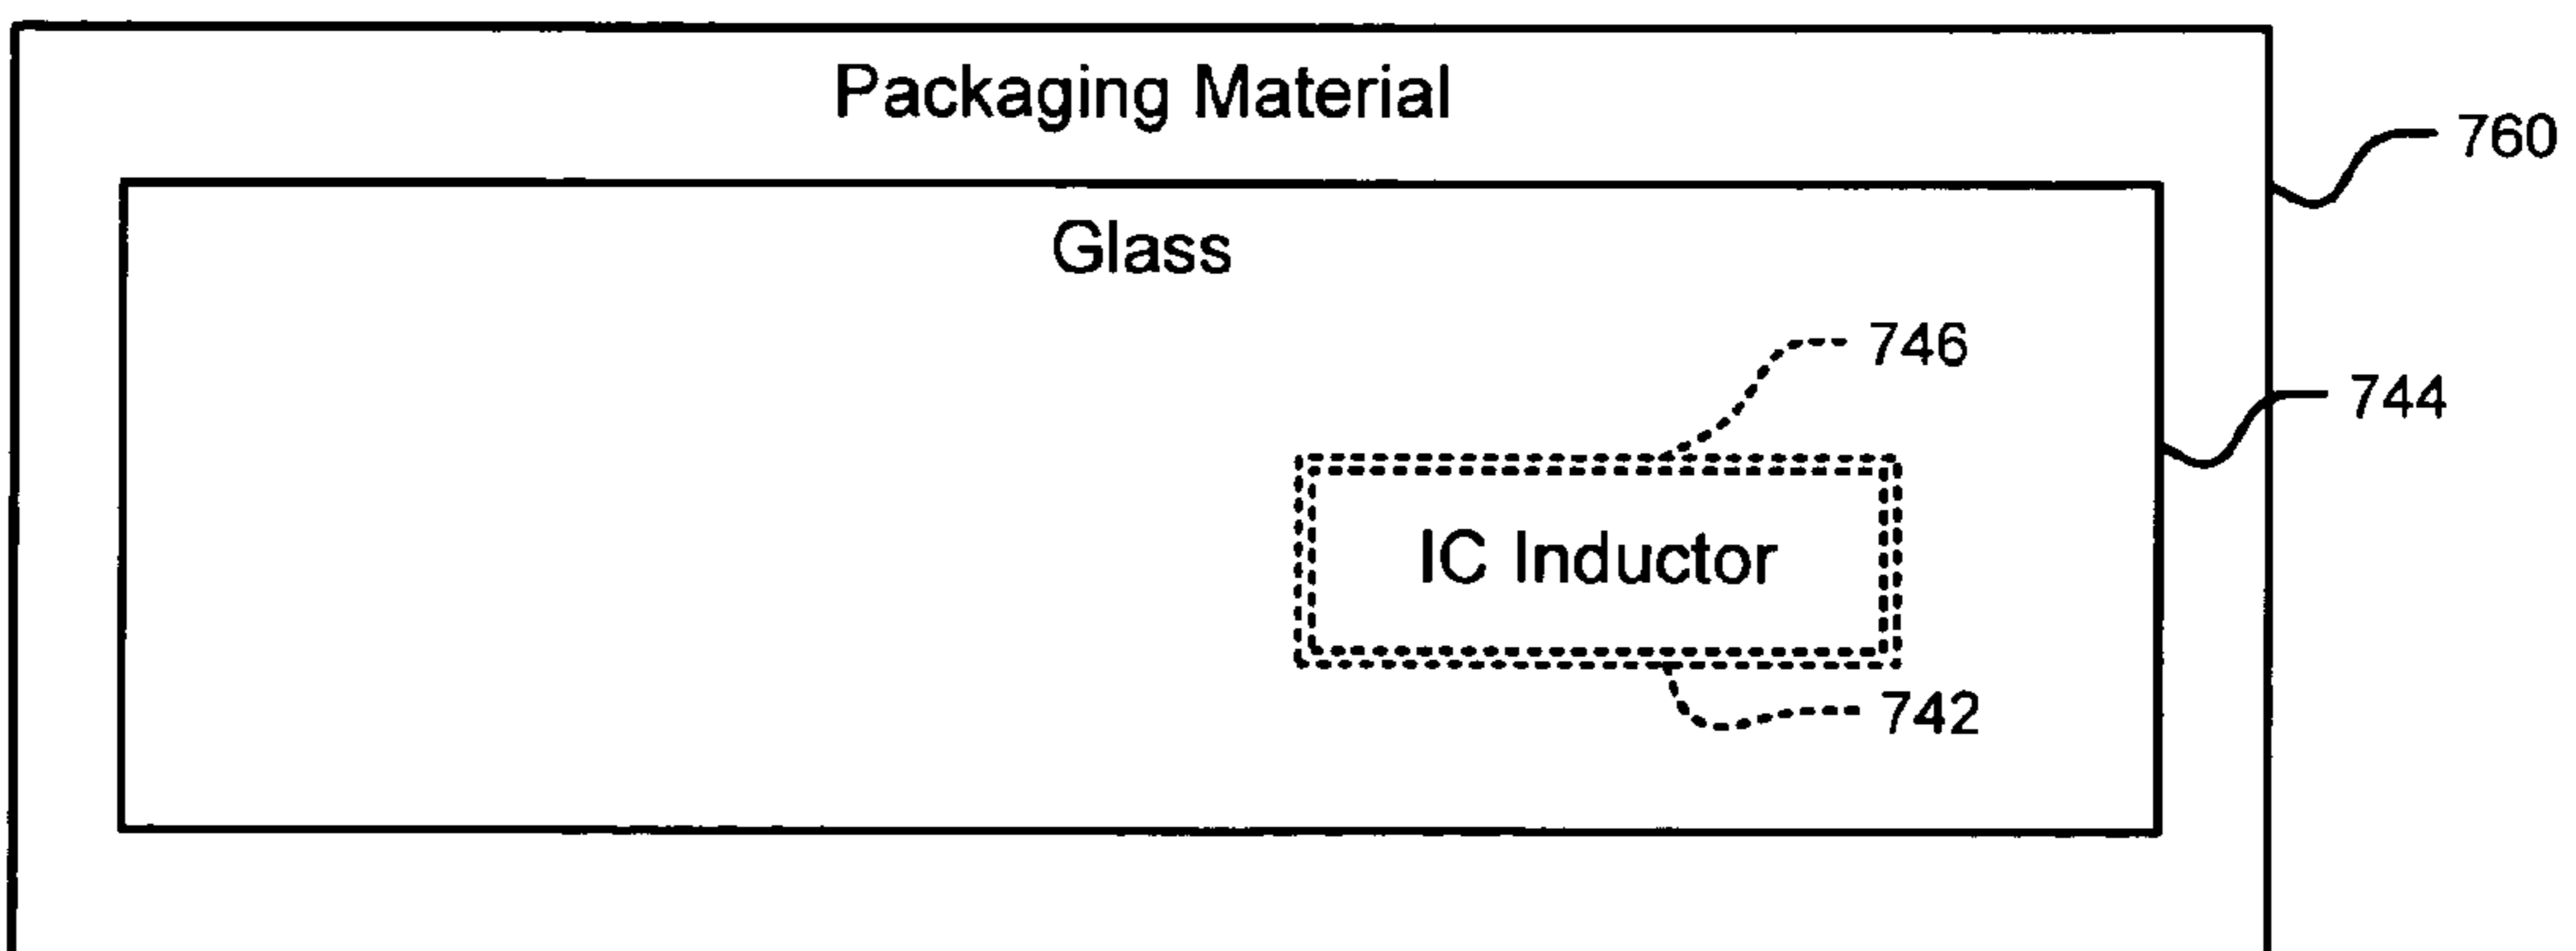 Packaging Material
760
Glass
746
744
IC Inductor
742